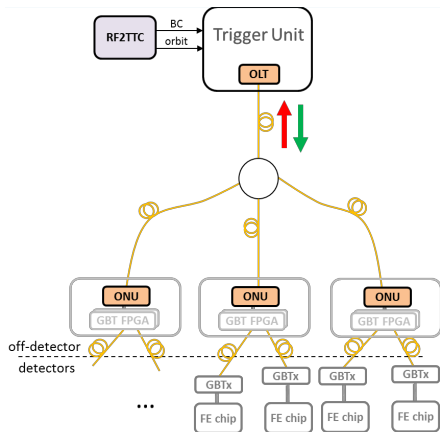 BC
RF2TTC
orbit
Trigger Unit
OLT
ONU ONU ONU
GBT FPGA GBT FPGA GBT FPGA
off-detector
detectors
GBTx GBTx GBTx GBTx
...
FE chip FE chip FE chip FE chip